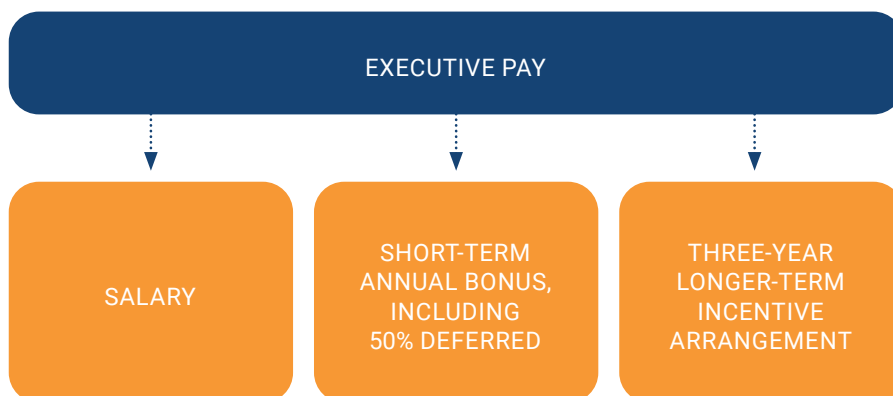 EXECUTIVE PAY
SALARY
SHORT-TERM
ANNUAL BONUS,
INCLUDING
50% DEFERRED
THREE-YEAR
LONGER-TERM
INCENTIVE
ARRANGEMENT